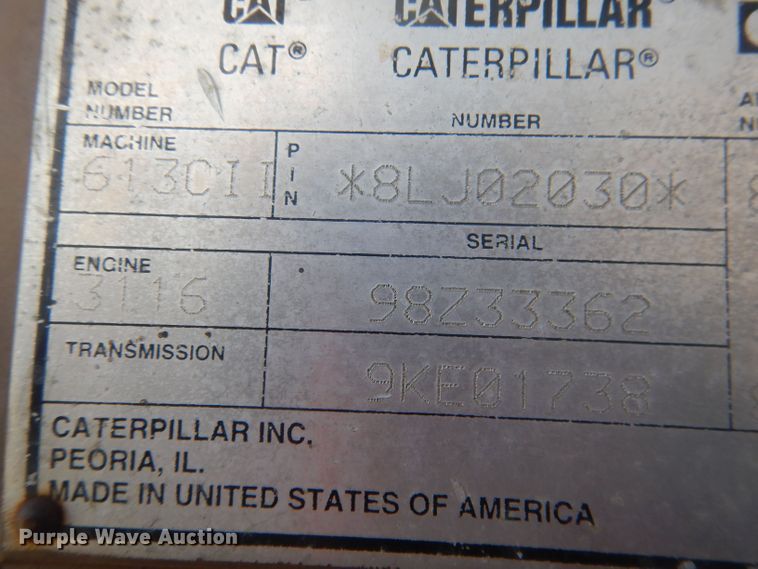 CAT CATERPILLAR®
CAT® CATERPILLAR®
MODEL
NUMBER NUMBER
MACHINE PIN
613CII *8LJ02030*
SERIAL
ENGINE
3116 98Z33362
TRANSMISSION
9KE01738
CATERPILLAR INC.
PEORIA, IL.
MADE IN UNITED STATES OF AMERICA
Purple Wave Auction